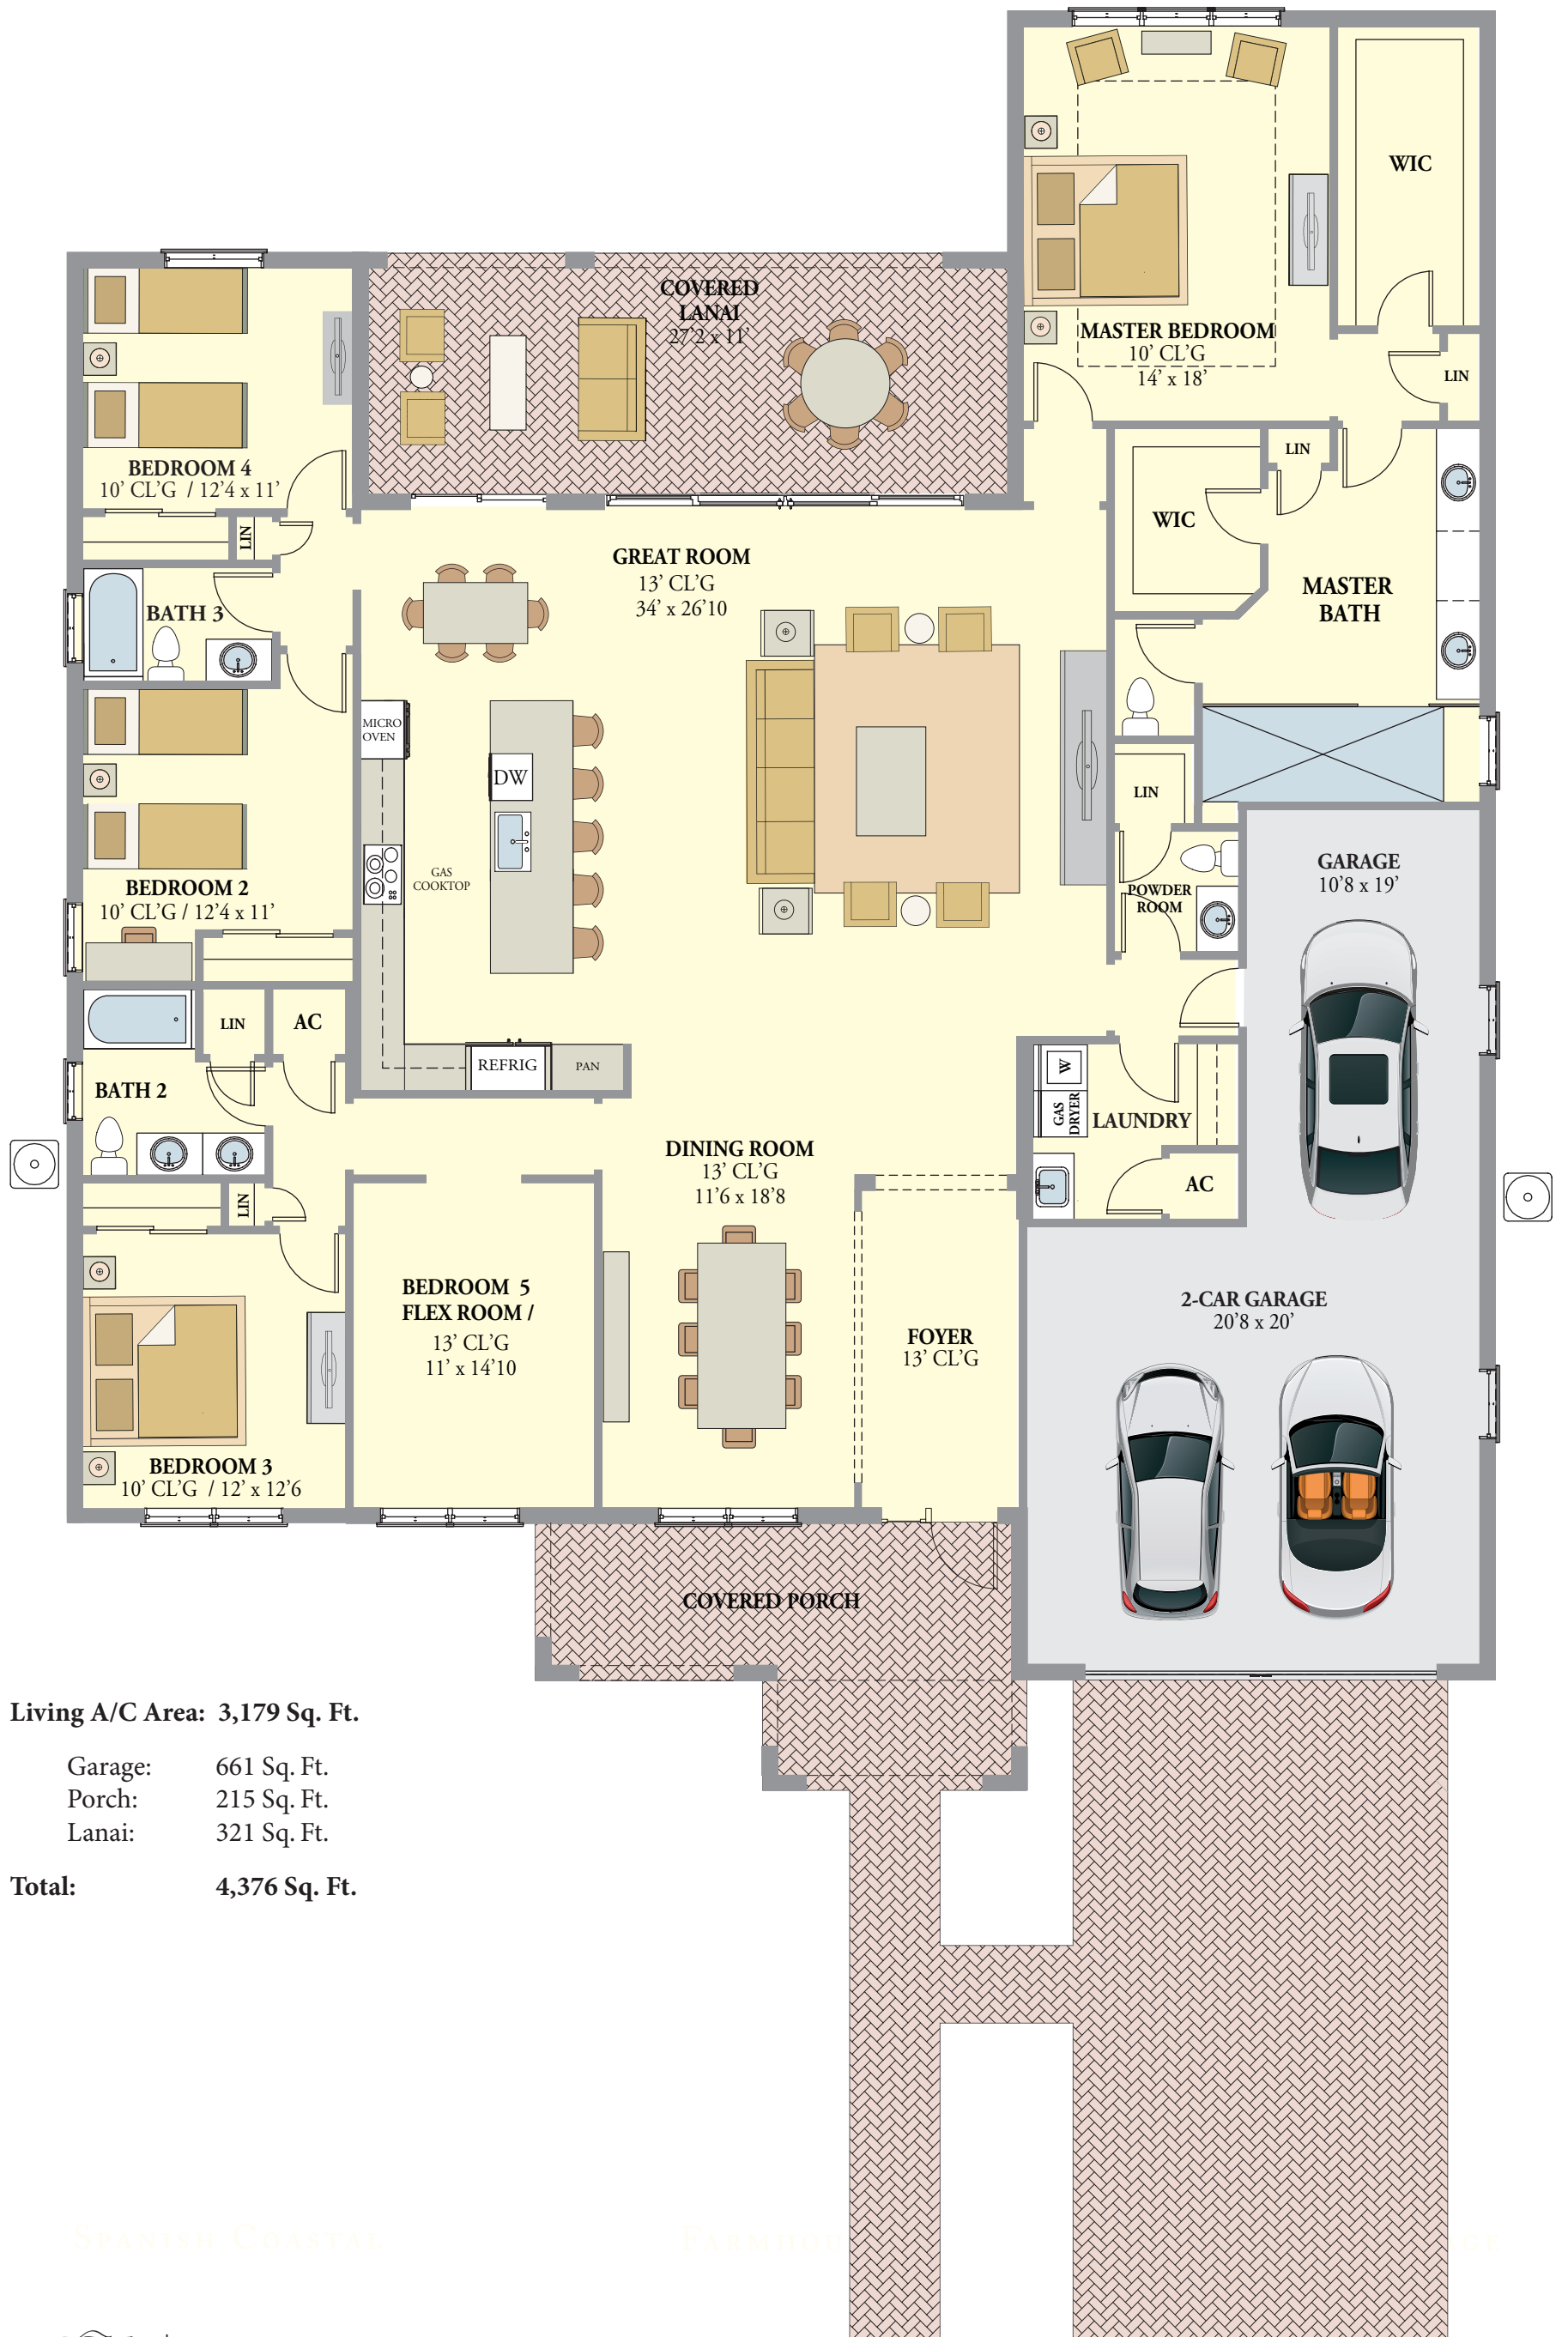 WIC
COVERED
LANAI
27'2 x 11'
MASTER BEDROOM
10' CL'G
14' x 18'
LIN
BEDROOM 4
10' CL'G / 12'4 x 11'
LIN
LIN
WIC
GREAT ROOM
13' CL'G
34' x 26'10
MASTER
BATH
BATH 3
MICRO
OVEN
DW
LIN
GAS
COOKTOP
BEDROOM 2
10' CL'G / 12'4 x 11'
POWDER
ROOM
GARAGE
10'8 x 19'
LIN
AC
REFRIG
PAN
W
GAS
DRYER
LAUNDRY
BATH 2
DINING ROOM
13' CL'G
11'6 x 18'8
AC
LIN
BEDROOM 5
FLEX ROOM /
13' CL'G
11' x 14'10
FOYER
13' CL'G
2-CAR GARAGE
20'8 x 20'
BEDROOM 3
10' CL'G / 12' x 12'6
COVERED PORCH
Living A/C Area: 3,179 Sq. Ft.
Garage: 661 Sq. Ft.
Porch: 215 Sq. Ft.
Lanai: 321 Sq. Ft.
Total: 4,376 Sq. Ft.
SPANISH COASTAL